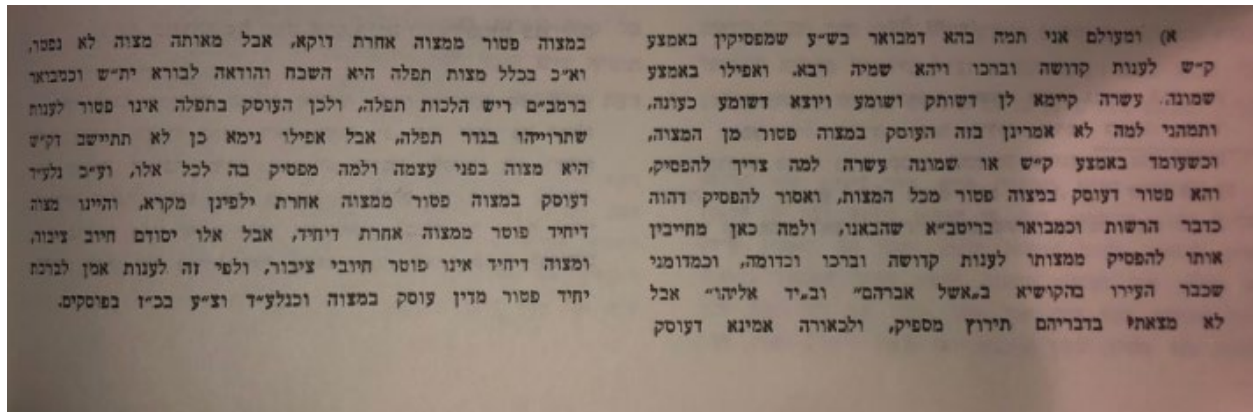 א) ומעולם אני תמה בהא דמבואר בש״ע שמפסיקין באמצע
ק״ש לענות קדושה וברכו ויהא שמיה רבא. ואפילו באמצע
שמונה עשרה קיימא לן דשותק ושומע ויוצא דשומע כעונה,
ותמהני למה לא אמרינן בזה העוסק במצוה פטור מן המצוה,
וכשעומד באמצע ק״ש או שמונה עשרה למה צריך להפסיק,
והא פטור דעוסק במצוה פטור מכל המצות, ואסור להפסיק דהוה
כדבר הרשות וכמבואר בריטב״א שהבאנו, ולמה כאן מחייבין
אותו להפסיק ממצותו לענות קדושה וברכו וכדומה, וכמדומני
שכבר העירו בהקושיא ב„אשל אברהם״ וב„יד אליהו״ אבל
לא מצאתי בדבריהם תירוץ מספיק, ולכאורה אמינא דעוסק
במצוה פטור ממצוה אחרת דוקא, אבל מאותה מצוה לא נפטר,
וא״כ בכלל מצות תפלה היא השבח והודאה לבורא ית״ש וכמבואר
ברמב״ם ריש הלכות תפלה, ולכן העוסק בתפלה אינו פטור לענות
שתרוייהו בגדר תפלה, אבל אפילו נימא כן לא תתיישב דק״ש
היא מצוה בפני עצמה ולמה מפסיק בה לכל אלו, וע״כ נלע״ד
דעוסק במצוה פטור ממצוה אחרת ילפינן מקרא, והיינו מצוה
דיחיד פוטר ממצוה אחרת דיחיד, אבל אלו יסודם חיוב ציבור,
ומצוה דיחיד אינו פוטר חיובי ציבור, ולפי זה לענות אמן לברכת
יחיד פטור מדין עוסק במצוה וכנלע״ד וצ״ע בכ״ז בפוסקים.